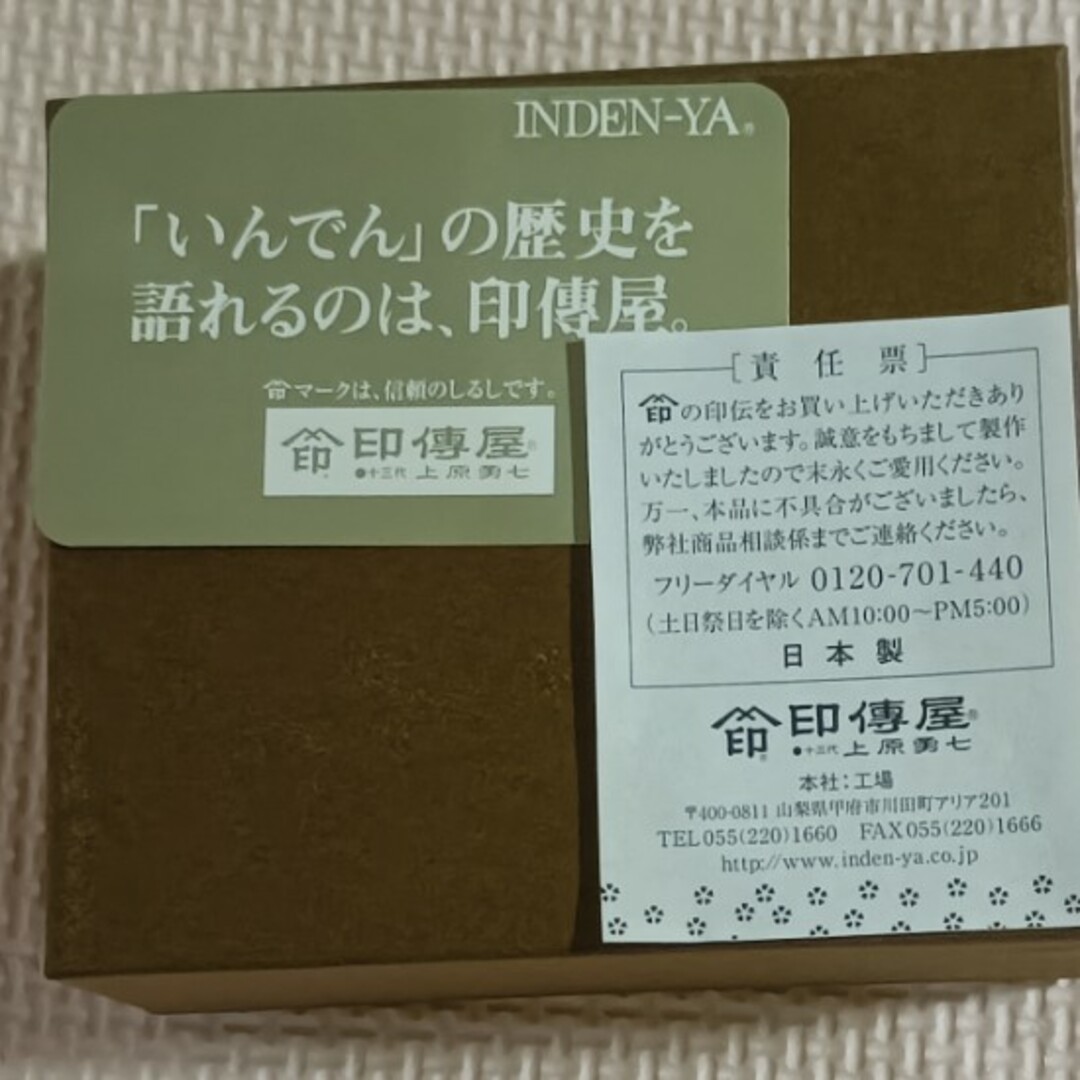 INDEN-YA®
「いんでん」の歴史を
語れるのは、印傳屋。
印マークは、信頼のしるしです。
印 印傳屋®
●十三代 上原勇七
[責任票]
印の印伝をお買い上げいただきあり
がとうございます。誠意をもちまして製作
いたしましたので末永くご愛用ください。
万一、本品に不具合がございましたら、
弊社商品相談係までご連絡ください。
フリーダイヤル 0120-701-440
(土日祭日を除くAM10:00~PM5:00)
日本製
印 印傳屋®
●十三代 上原勇七
本社:工場
〒400-0811 山梨県甲府市川田町アリア201
TEL055(220)1660 FAX055(220)1666
http://www.inden-ya.co.jp